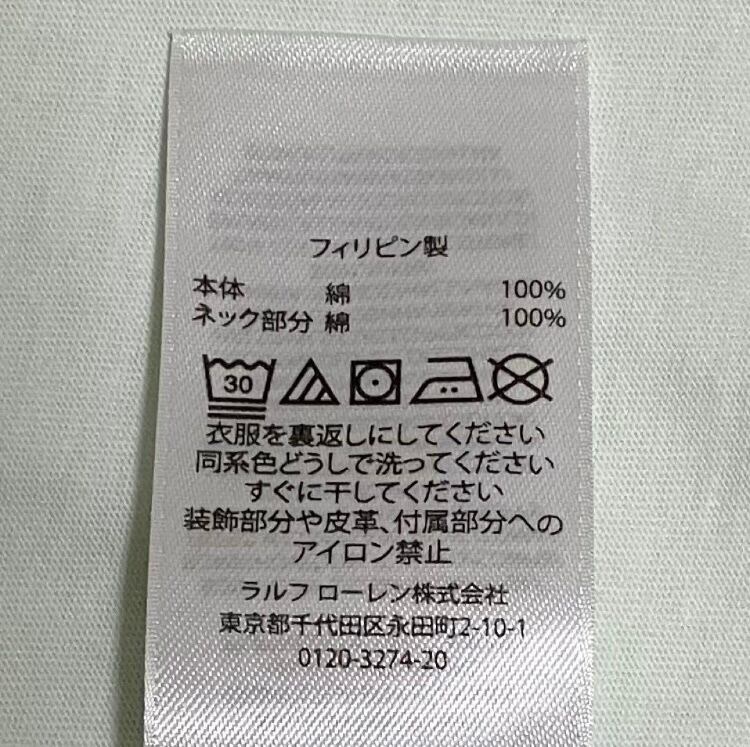 フィリピン製
本体 綿 100%
ネック部分 綿 100%
30
衣服を裏返しにしてください
同系色どうしで洗ってください
すぐに干してください
装飾部分や皮革、付属部分への
アイロン禁止
ラルフ ローレン株式会社
東京都千代田区永田町2-10-1
0120-3274-20